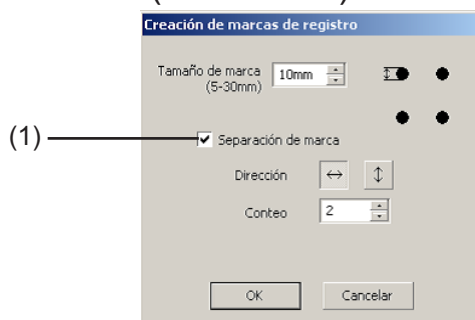 Creación de marcas de registro
Tamaño de marca 10mm
(5-30mm)
(1)
Separación de marca
Dirección
Conteo 2
OK Cancelar